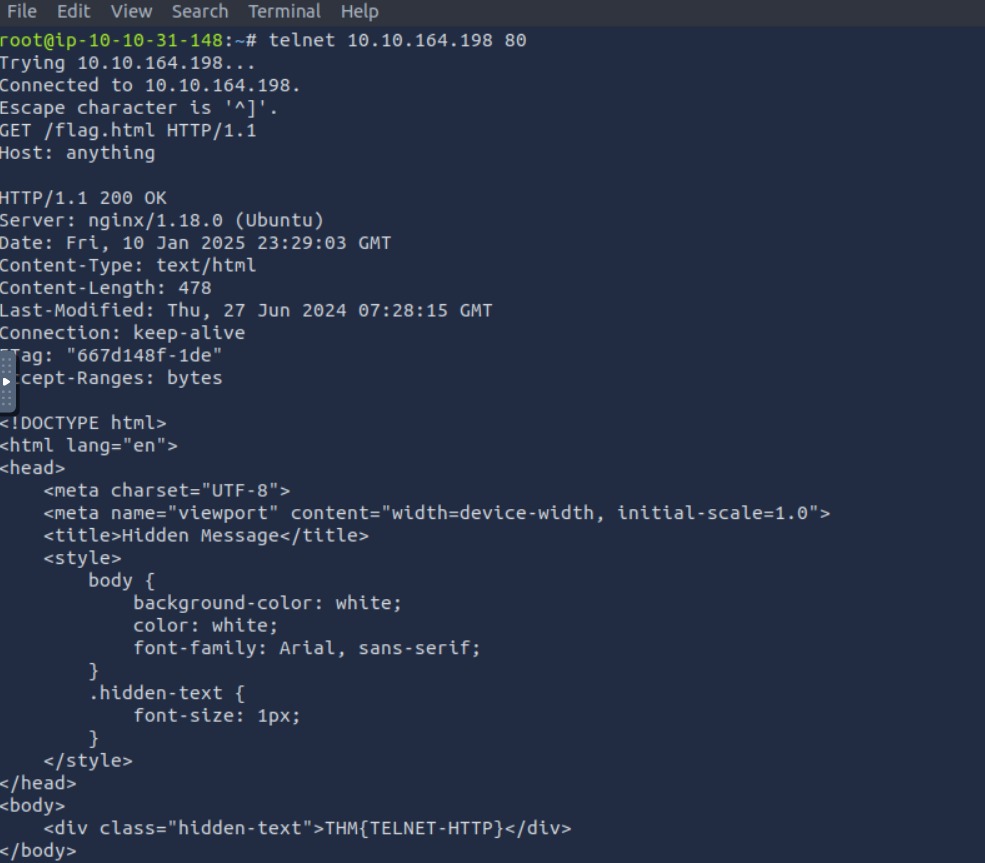 File Edit View Search Terminal Help
root@ip-10-10-31-148:~# telnet 10.10.164.198 80
Trying 10.10.164.198...
Connected to 10.10.164.198.
Escape character is '^]'.
GET /flag.html HTTP/1.1
Host: anything

HTTP/1.1 200 OK
Server: nginx/1.18.0 (Ubuntu)
Date: Fri, 10 Jan 2025 23:29:03 GMT
Content-Type: text/html
Content-Length: 478
Last-Modified: Thu, 27 Jun 2024 07:28:15 GMT
Connection: keep-alive
ETag: "667d148f-1de"
Accept-Ranges: bytes

<!DOCTYPE html>
<html lang="en">
<head>
    <meta charset="UTF-8">
    <meta name="viewport" content="width=device-width, initial-scale=1.0">
    <title>Hidden Message</title>
    <style>
        body {
            background-color: white;
            color: white;
            font-family: Arial, sans-serif;
        }
        .hidden-text {
            font-size: 1px;
        }
    </style>
</head>
<body>
    <div class="hidden-text">THM{TELNET-HTTP}</div>
</body>